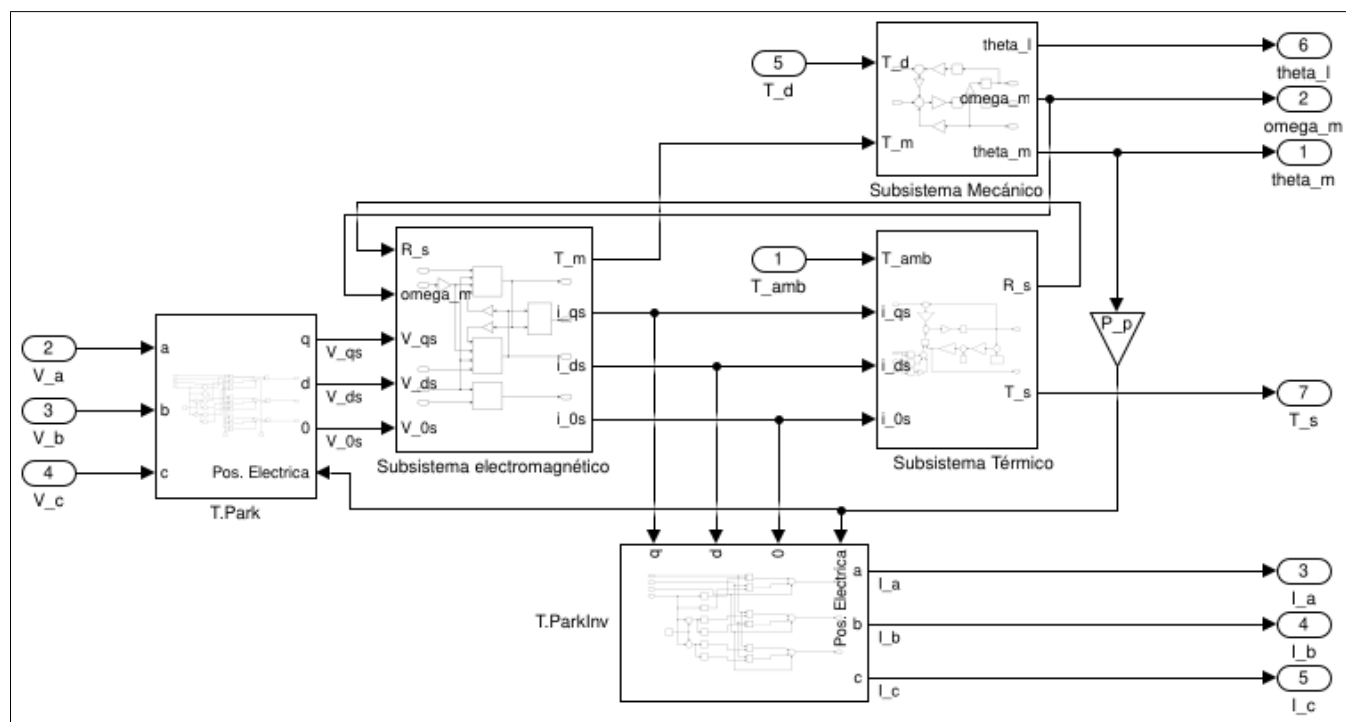 5
T_d
T_d
T_m
theta_l
omega_m
theta_m
Subsistema Mecánico
6
theta_l
2
omega_m
1
theta_m
R_s
omega_m
V_qs
V_ds
V_0s
T_m
i_qs
i_ds
i_0s
Subsistema electromagnético
1
T_amb
T_amb
i_qs
i_ds
i_0s
R_s
T_s
Subsistema Térmico
P_p
7
T_s
2
V_a
3
V_b
4
V_c
a
b
c
q
d
0
Pos. Electrica
T.Park
V_qs
V_ds
V_0s
q
d
0
Pos. Electrica
a
b
c
T.ParkInv
I_a
I_b
I_c
3
I_a
4
I_b
5
I_c